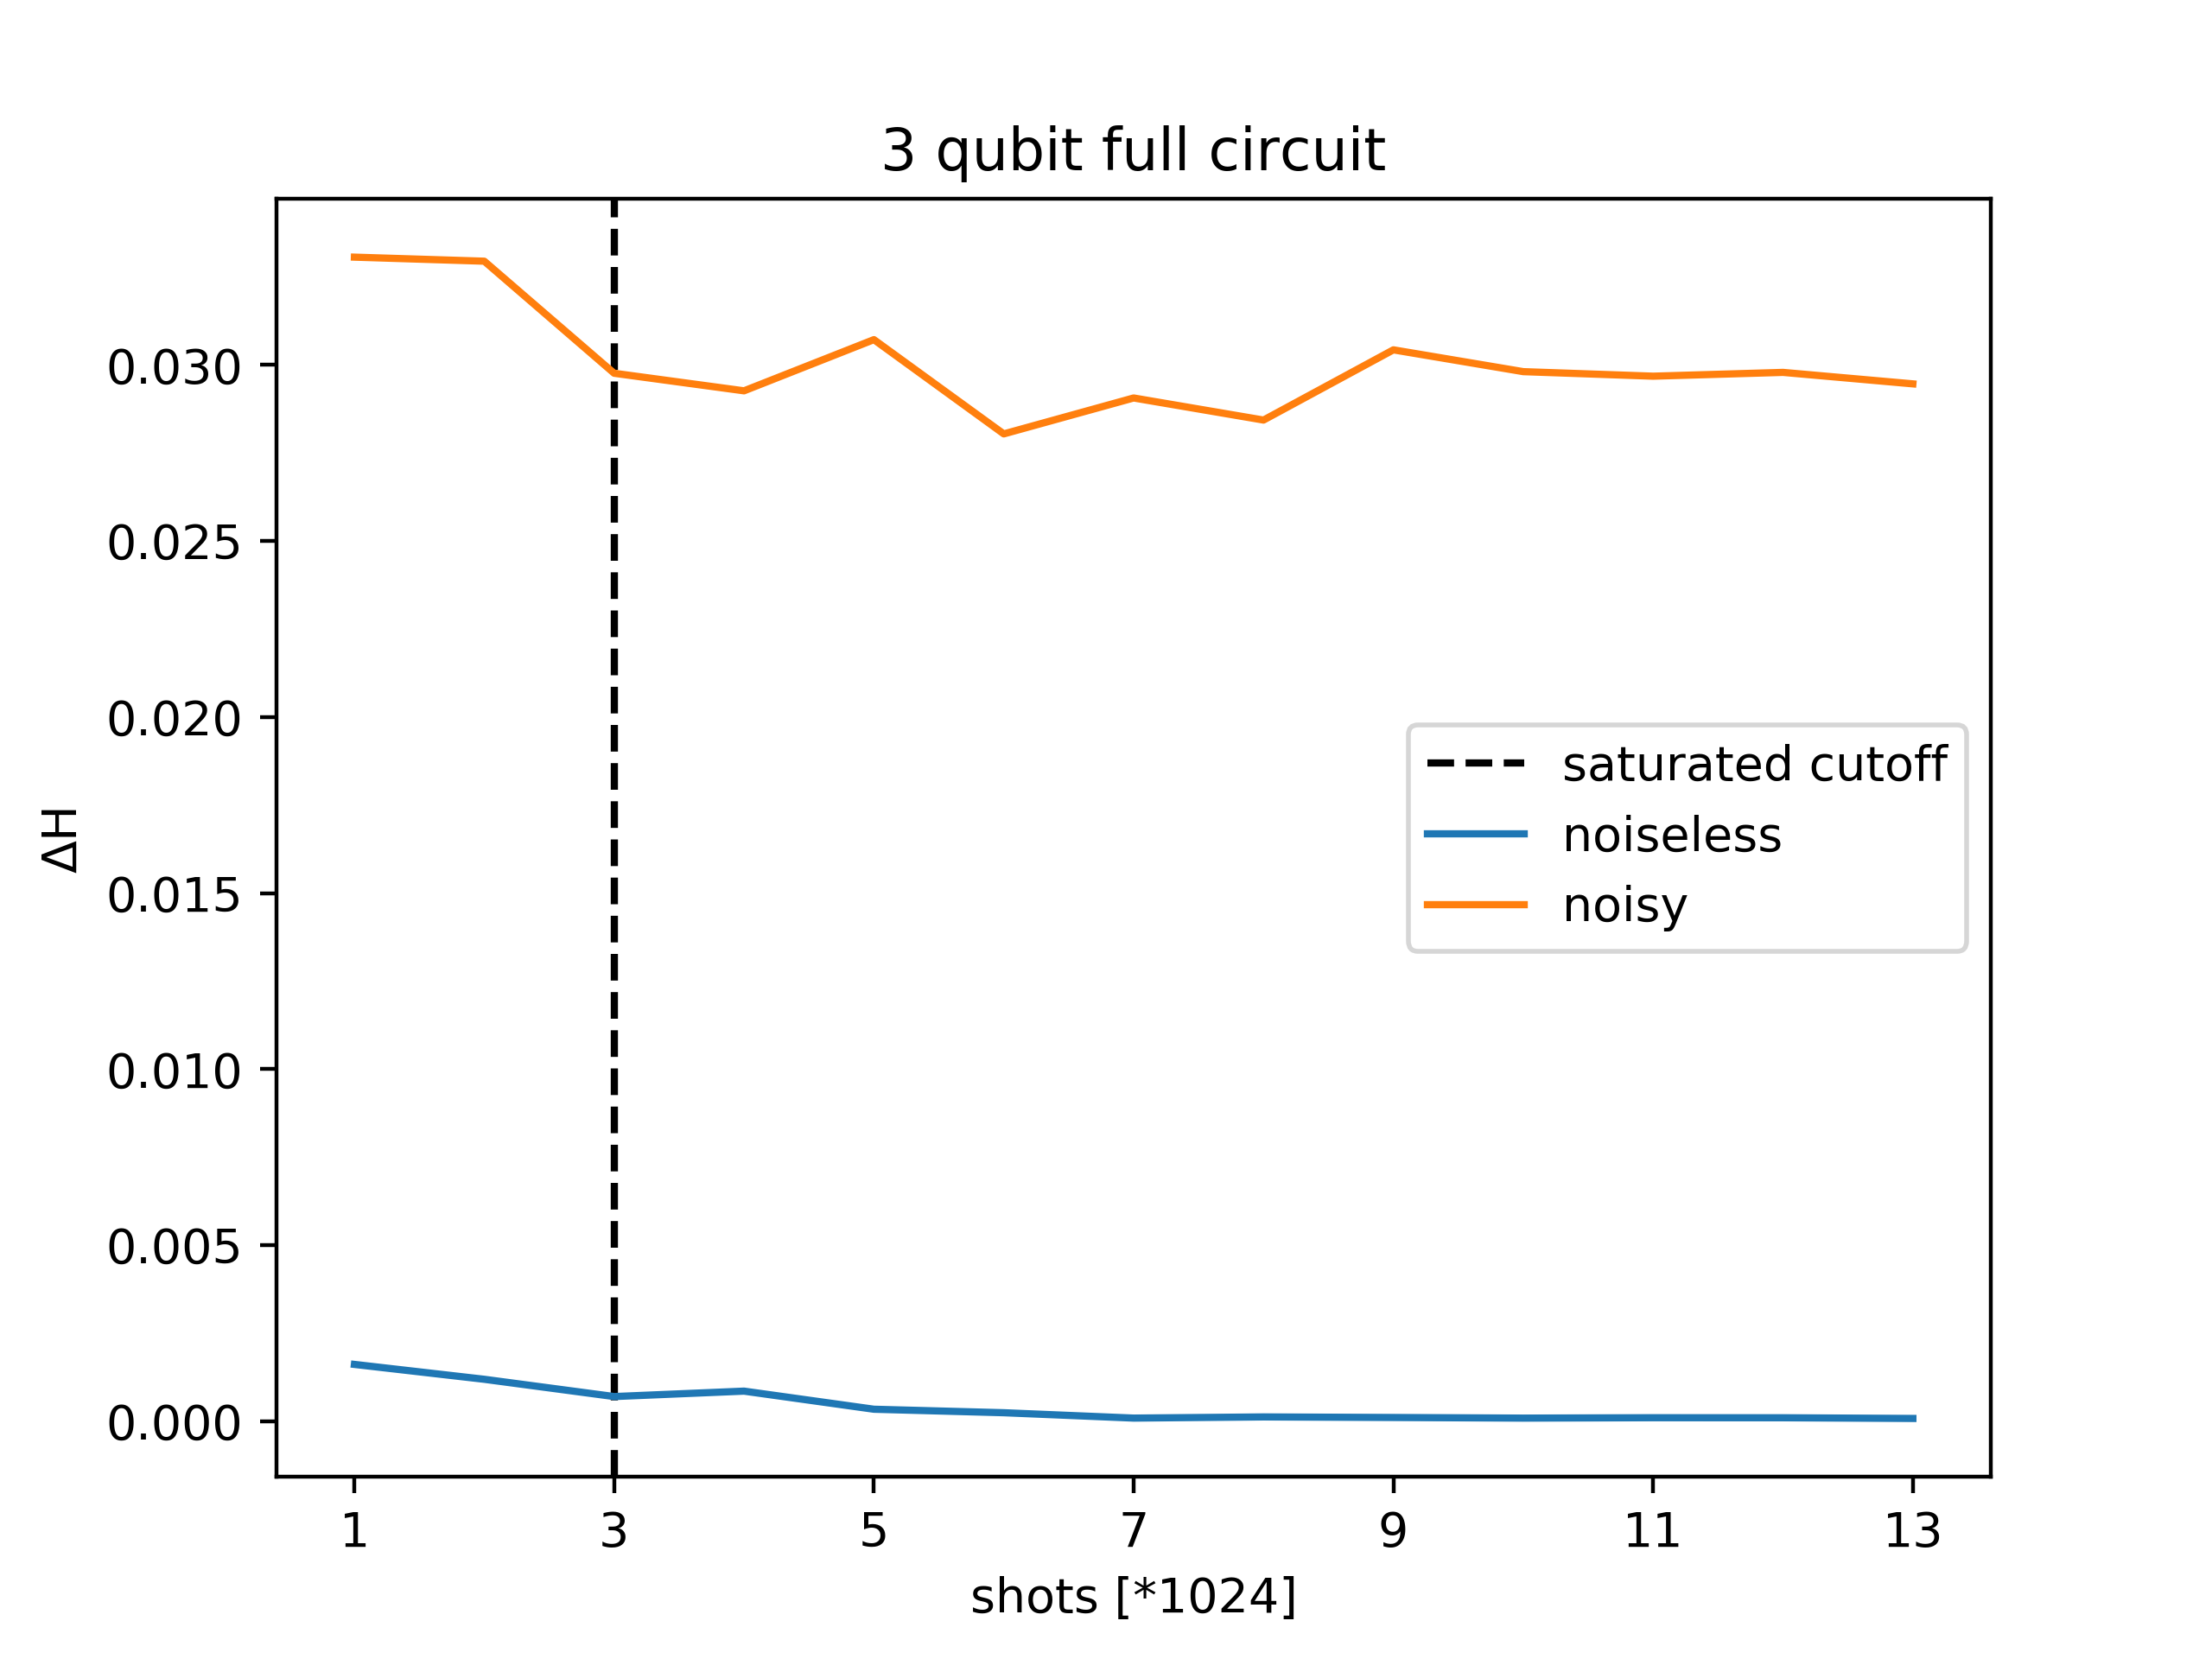 3 qubit full circuit
ΔH
0.030
0.025
0.020
0.015
0.010
0.005
0.000
saturated cutoff
noiseless
noisy
1 3 5 7 9 11 13
shots [*1024]